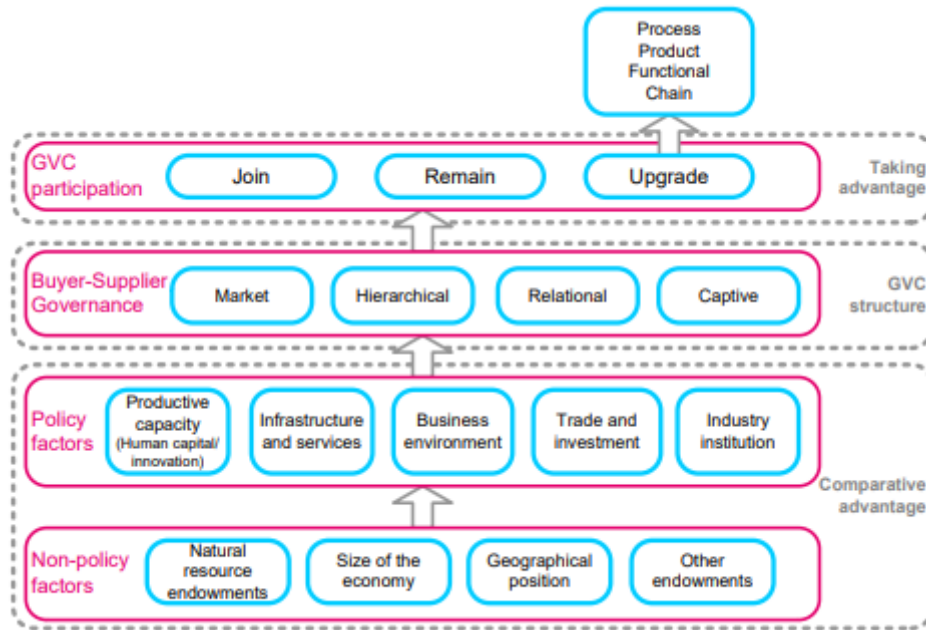 Process
Product
Functional
Chain
GVC
participation
Join
Remain
Upgrade
Taking
advantage
Buyer-Supplier
Governance
Market
Hierarchical
Relational
Captive
GVC
structure
Policy
factors
Productive
capacity
(Human capital/
innovation)
Infrastructure
and services
Business
environment
Trade and
investment
Industry
institution
Comparative
advantage
Non-policy
factors
Natural
resource
endowments
Size of the
economy
Geographical
position
Other
endowments